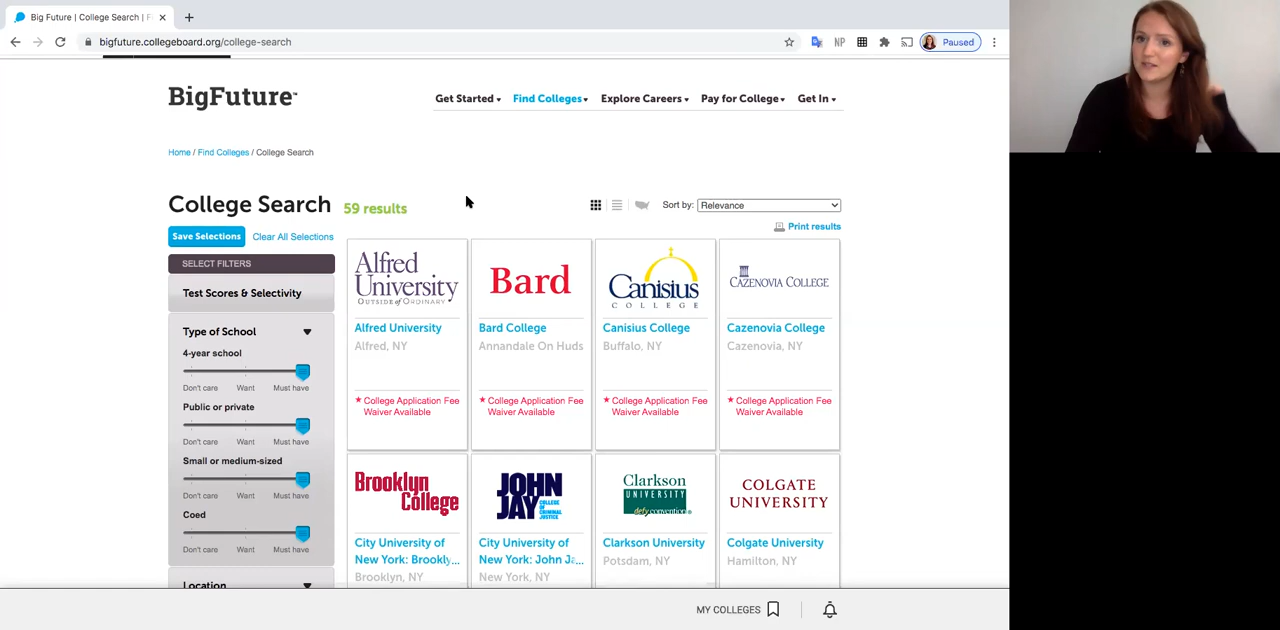 Big Future | College Search | Fi
bigfuture.collegeboard.org/college-search
NP
Paused
BigFuture™
Get Started
Find Colleges
Explore Careers
Pay for College
Get In
Home / Find Colleges / College Search
College Search
59 results
Sort by:
Relevance
Save Selections
Clear All Selections
Print results
SELECT FILTERS
Test Scores & Selectivity
Type of School
4-year school
Don't care Want Must have
Public or private
Don't care Want Must have
Small or medium-sized
Don't care Want Must have
Coed
Don't care Want Must have
Location
Alfred
University
OUTSIDE of ORDINARY
Alfred University
Alfred, NY
★ College Application Fee
Waiver Available
Bard
Bard College
Annandale On Huds
★ College Application Fee
Waiver Available
Canisius
COLLEGE
Canisius College
Buffalo, NY
★ College Application Fee
Waiver Available
CAZENOVIA COLLEGE
Cazenovia College
Cazenovia, NY
★ College Application Fee
Waiver Available
Brooklyn
College
City University of
New York: Brookly...
Brooklyn, NY
JOHN
JAY
COLLEGE
OF
CRIMINAL
JUSTICE
City University of
New York: John Ja...
New York, NY
Clarkson
UNIVERSITY
defy convention®
Clarkson University
Potsdam, NY
COLGATE
UNIVERSITY
Colgate University
Hamilton, NY
MY COLLEGES